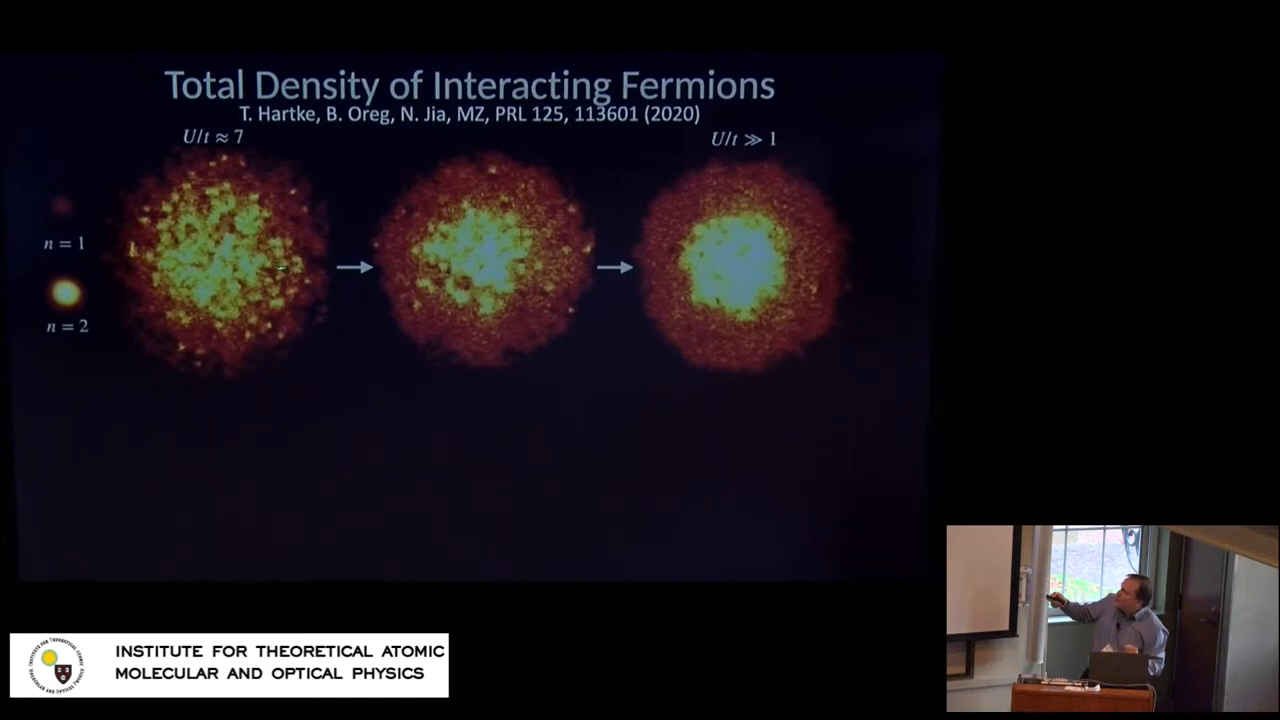 Total Density of Interacting Fermions
T. Hartke, B. Oreg, N. Jia, MZ, PRL 125, 113601 (2020)
U/t ≈ 7
U/t ≫ 1
n = 1
n = 2
INSTITUTE FOR THEORETICAL ATOMIC
MOLECULAR AND OPTICAL PHYSICS